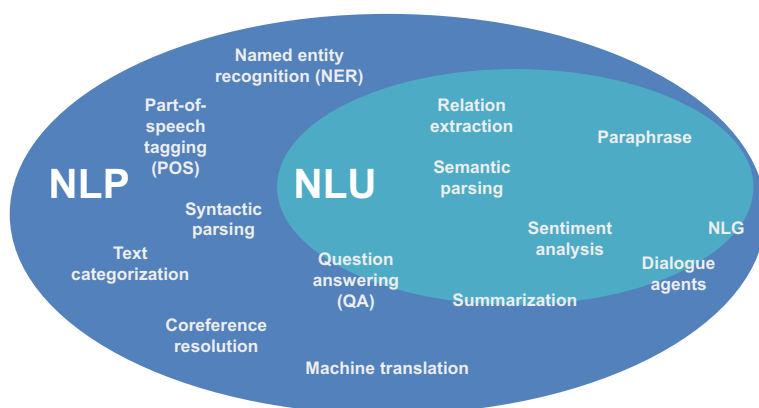 Named entity
recognition (NER)
Part-of-
speech
tagging
(POS)
Relation
extraction
Paraphrase
NLP
NLU
Semantic
parsing
Syntactic
parsing
Sentiment
analysis
NLG
Text
categorization
Question
answering
(QA)
Dialogue
agents
Summarization
Coreference
resolution
Machine translation